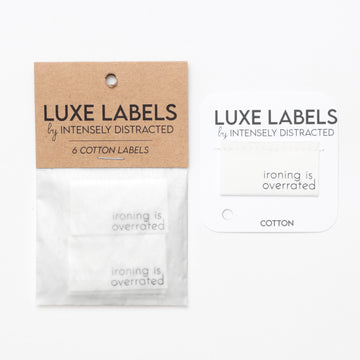 LUXE LABELS
by INTENSELY DISTRACTED
6 COTTON LABELS
ironing is
overrated
ironing is
overrated
LUXE LABELS
by INTENSELY DISTRACTED
ironing is
overrated
COTTON